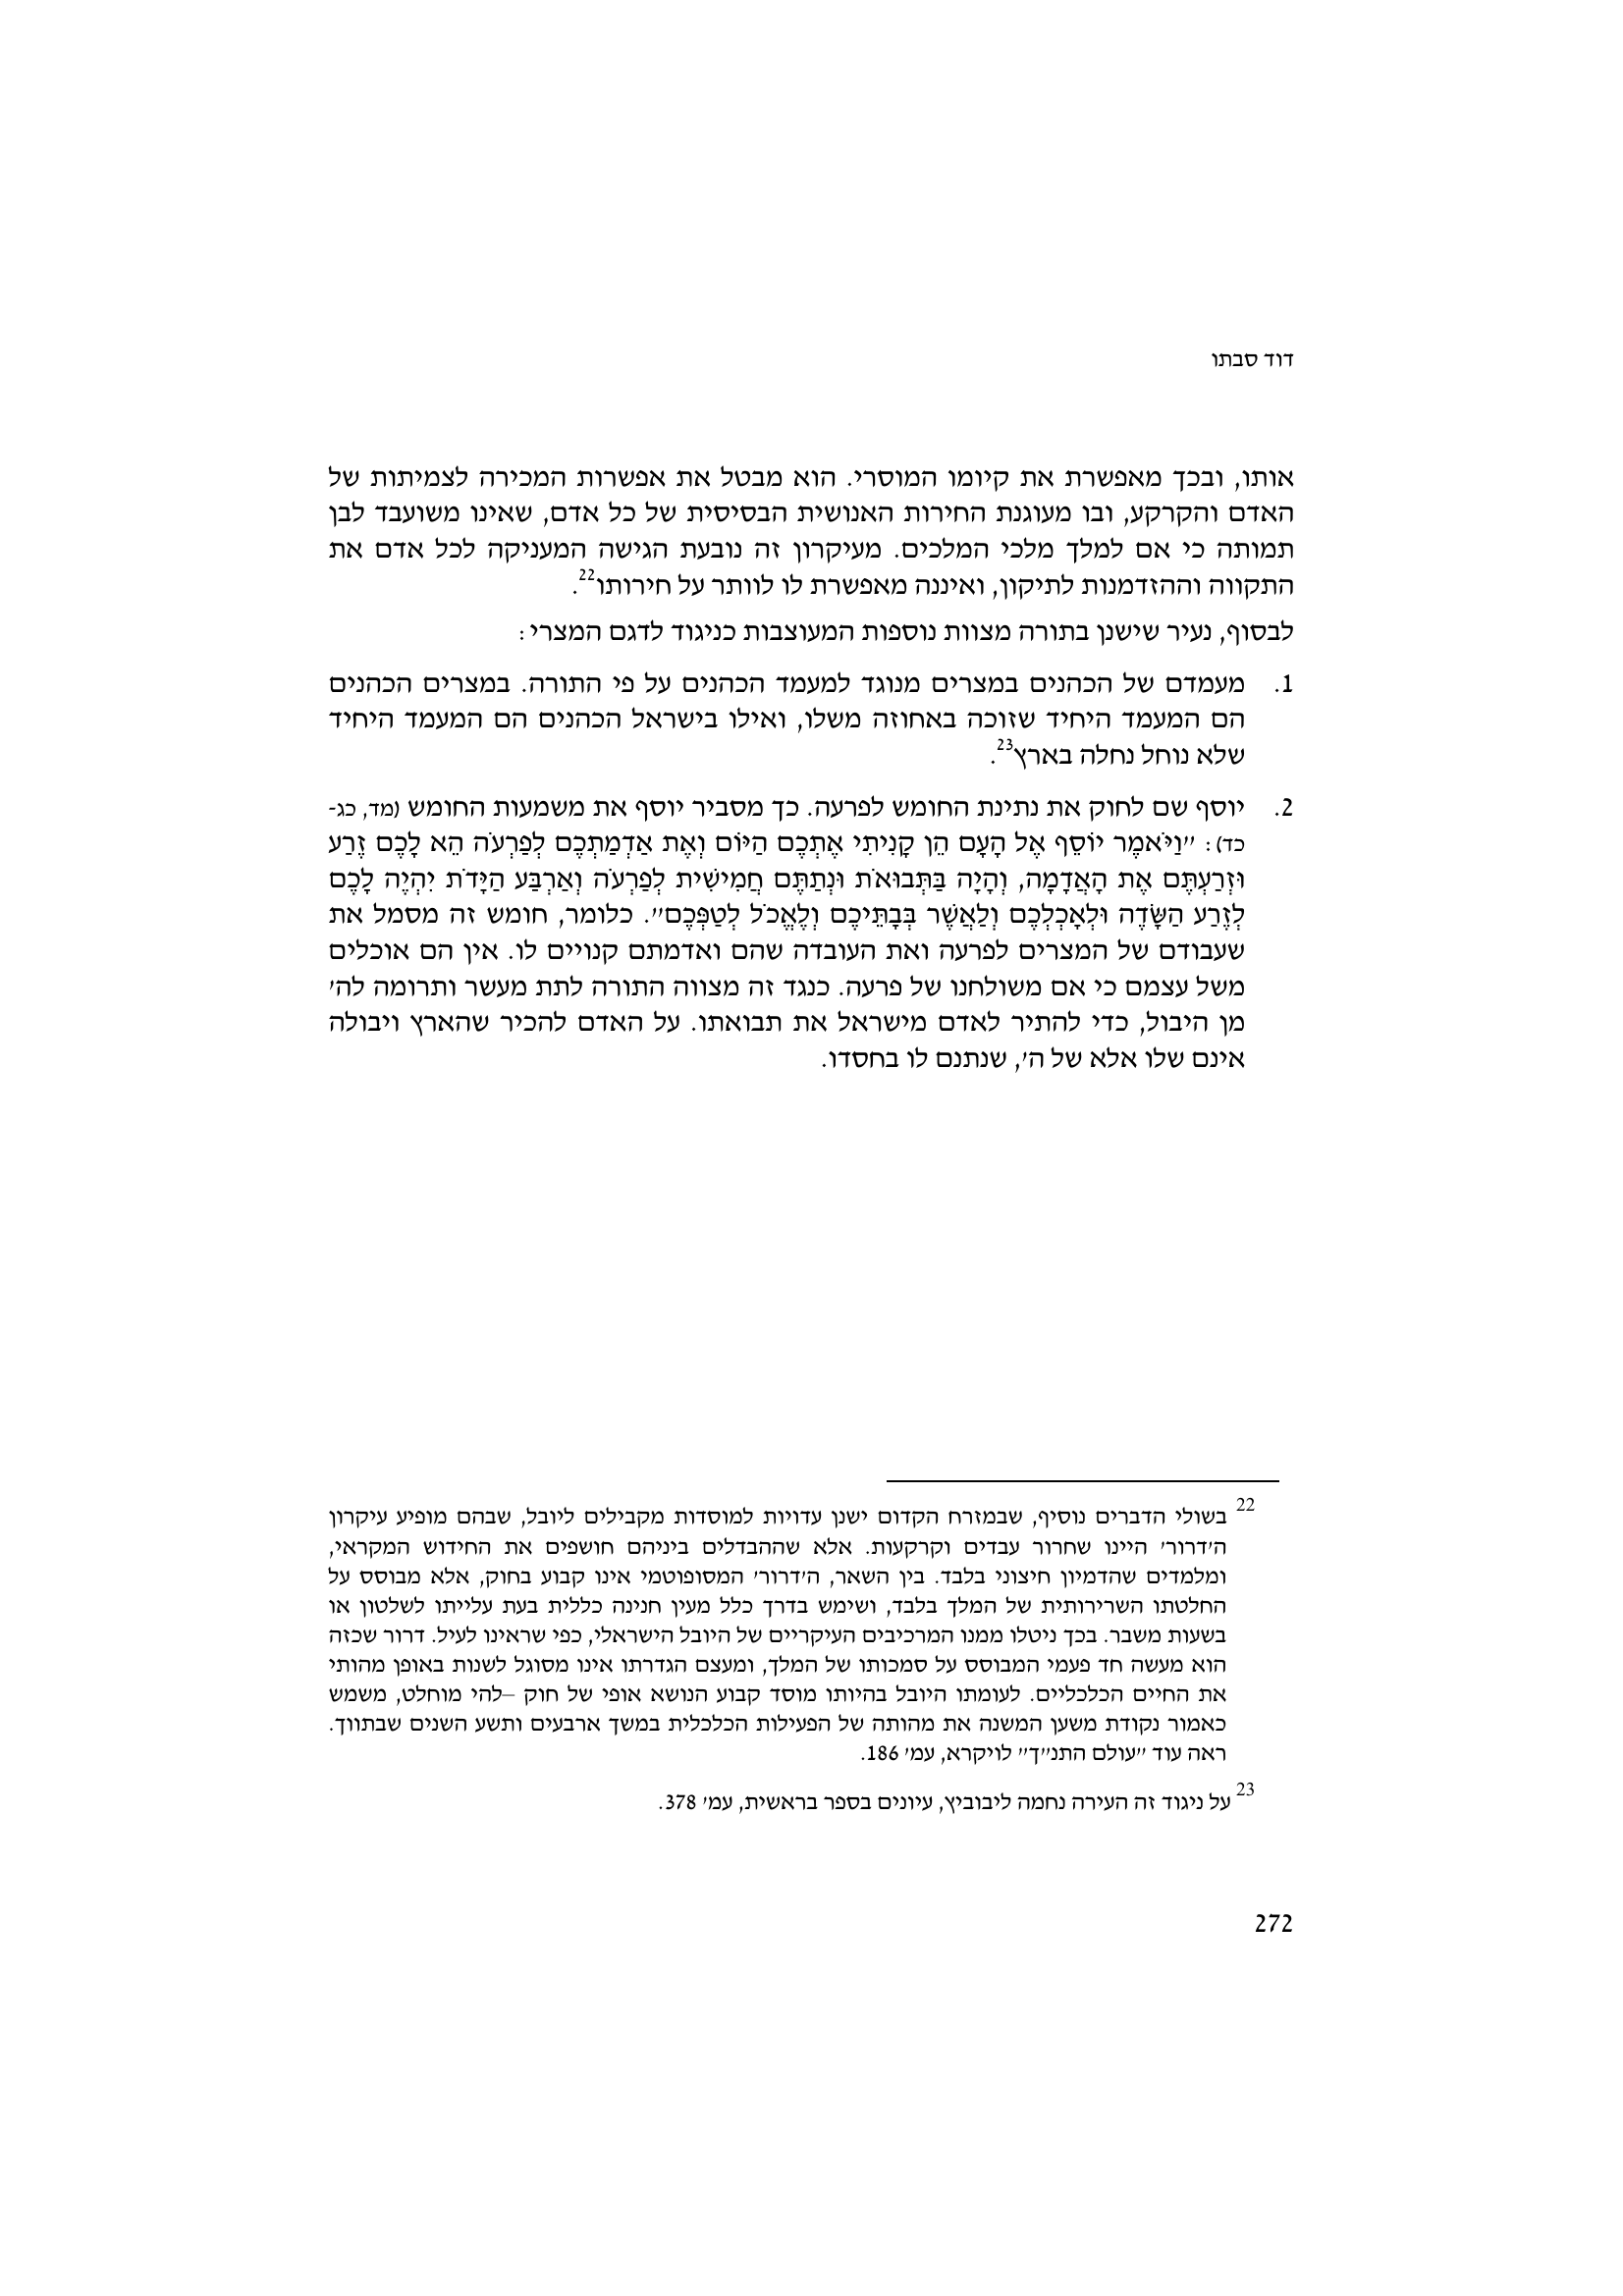 דוד סבתו
אותו, ובכך מאפשרת את קיומו המוסרי. הוא מבטל את אפשרות המכירה לצמיתות של
האדם והקרקע, ובו מעוגנת החירות האנושית הבסיסית של כל אדם, שאינו משועבד לבן
תמותה כי אם למלך מלכי המלכים. מעיקרון זה נובעת הגישה המעניקה לכל אדם את
התקווה וההזדמנות לתיקון, ואיננה מאפשרת לו לוותר על חירותו22.
לבסוף, נעיר שישנן בתורה מצוות נוספות המעוצבות כניגוד לדגם המצרי:
1. מעמדם של הכהנים במצרים מנוגד למעמד הכהנים על פי התורה. במצרים הכהנים
הם המעמד היחיד שזוכה באחוזה משלו, ואילו בישראל הכהנים הם המעמד היחיד
שלא נוחל נחלה בארץ23.
2. יוסף שם לחוק את נתינת החומש לפרעה. כך מסביר יוסף את משמעות החומש (מד, כג-
כד): "וַיֹּאמֶר יוֹסֵף אֶל הָעָם הֵן קָנִיתִי אֶתְכֶם הַיּוֹם וְאֶת אַדְמַתְכֶם לְפַרְעֹה הֵא לָכֶם זֶרַע
וּזְרַעְתֶּם אֶת הָאֲדָמָה, וְהָיָה בַּתְּבוּאֹת וּנְתַתֶּם חֲמִישִׁית לְפַרְעֹה וְאַרְבַּע הַיָּדֹת יִהְיֶה לָכֶם
לְזֶרַע הַשָּׂדֶה וּלְאָכְלְכֶם וְלַאֲשֶׁר בְּבָתֵּיכֶם וְלֶאֱכֹל לְטַפְּכֶם". כלומר, חומש זה מסמל את
שעבודם של המצרים לפרעה ואת העובדה שהם ואדמתם קנויים לו. אין הם אוכלים
משל עצמם כי אם משולחנו של פרעה. כנגד זה מצווה התורה לתת מעשר ותרומה לה'
מן היבול, כדי להתיר לאדם מישראל את תבואתו. על האדם להכיר שהארץ ויבולה
אינם שלו אלא של ה', שנתנם לו בחסדו.
22 בשולי הדברים נוסיף, שבמזרח הקדום ישנן עדויות למוסדות מקבילים ליובל, שבהם מופיע עיקרון
ה'דרור' היינו שחרור עבדים וקרקעות. אלא שההבדלים ביניהם חושפים את החידוש המקראי,
ומלמדים שהדמיון חיצוני בלבד. בין השאר, ה'דרור' המסופוטמי אינו קבוע בחוק, אלא מבוסס על
החלטתו השרירותית של המלך בלבד, ושימש בדרך כלל מעין חנינה כללית בעת עלייתו לשלטון או
בשעות משבר. בכך ניטלו ממנו המרכיבים העיקריים של היובל הישראלי, כפי שראינו לעיל. דרור שכזה
הוא מעשה חד פעמי המבוסס על סמכותו של המלך, ומעצם הגדרתו אינו מסוגל לשנות באופן מהותי
את החיים הכלכליים. לעומתו היובל בהיותו מוסד קבוע הנושא אופי של חוק –להי מוחלט, משמש
כאמור נקודת משען המשנה את מהותה של הפעילות הכלכלית במשך ארבעים ותשע השנים שבתווך.
ראה עוד "עולם התנ"ך" לויקרא, עמ' 186.
23 על ניגוד זה העירה נחמה ליבוביץ, עיונים בספר בראשית, עמ' 378.
272